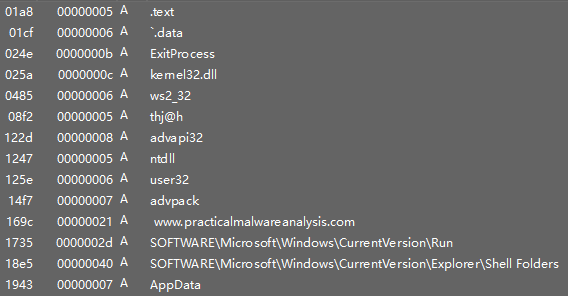 01a8 00000005 A .text
01cf 00000006 A `.data
024e 0000000b A ExitProcess
025a 0000000c A kernel32.dll
0485 00000006 A ws2_32
08f2 00000005 A thj@h
122d 00000008 A advapi32
1247 00000005 A ntdll
125e 00000006 A user32
14f7 00000007 A advpack
169c 00000021 A www.practicalmalwareanalysis.com
1735 0000002d A SOFTWARE\Microsoft\Windows\CurrentVersion\Run
18e5 00000040 A SOFTWARE\Microsoft\Windows\CurrentVersion\Explorer\Shell Folders
1943 00000007 A AppData